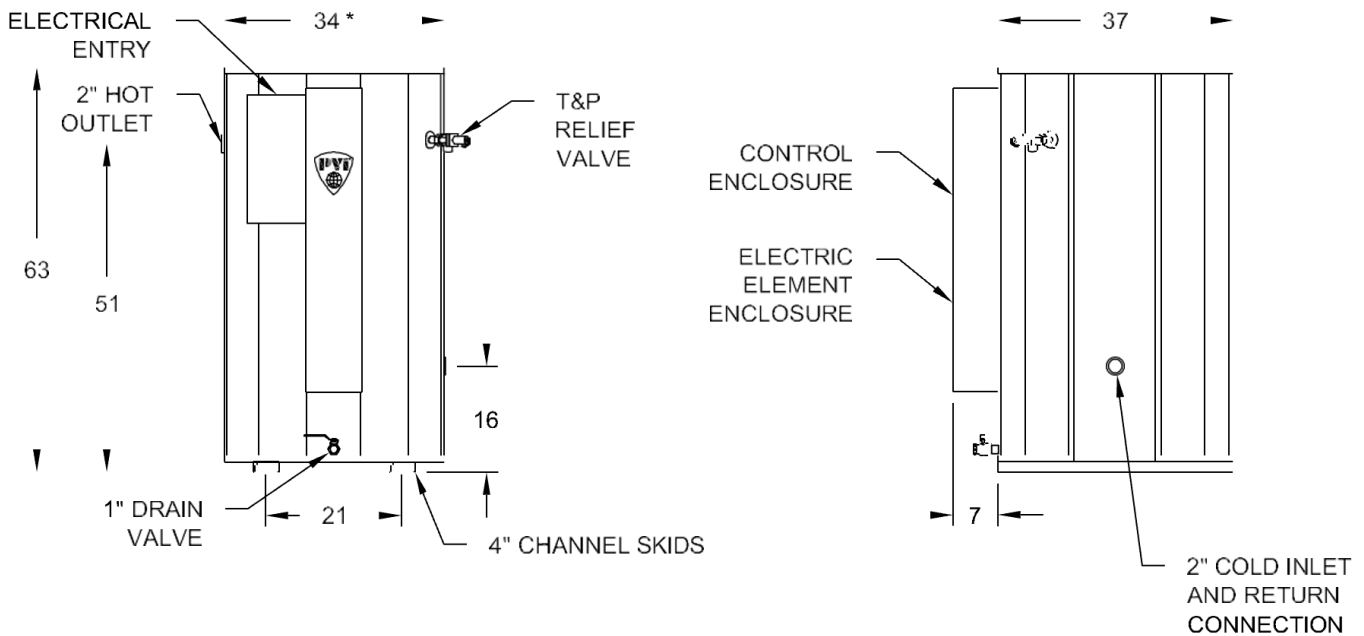 ELECTRICAL
ENTRY
34 *
2" HOT
OUTLET
T&P
RELIEF
VALVE
PVI
63
51
16
1" DRAIN
VALVE
21
4" CHANNEL SKIDS
37
CONTROL
ENCLOSURE
ELECTRIC
ELEMENT
ENCLOSURE
7
2" COLD INLET
AND RETURN
CONNECTION